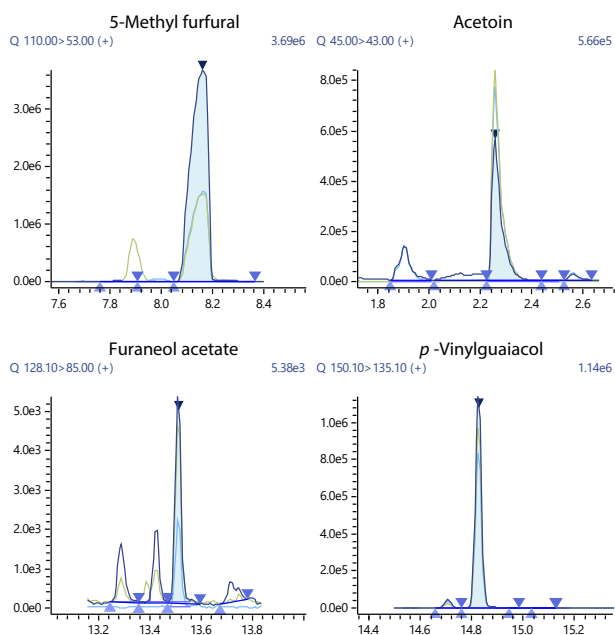 5-Methyl furfural
Q 110.00>53.00 (+) 3.69e6
3.0e6
2.0e6
1.0e6
0.0e0
7.6 7.8 8.0 8.2 8.4
Acetoin
Q 45.00>43.00 (+) 5.66e5
8.0e5
6.0e5
4.0e5
2.0e5
0.0e0
1.8 2.0 2.2 2.4 2.6
Furaneol acetate
Q 128.10>85.00 (+) 5.38e3
5.0e3
4.0e3
3.0e3
2.0e3
1.0e3
0.0e0
13.2 13.4 13.6 13.8
p -Vinylguaiacol
Q 150.10>135.10 (+) 1.14e6
1.0e6
8.0e5
6.0e5
4.0e5
2.0e5
0.0e0
14.4 14.6 14.8 15.0 15.2